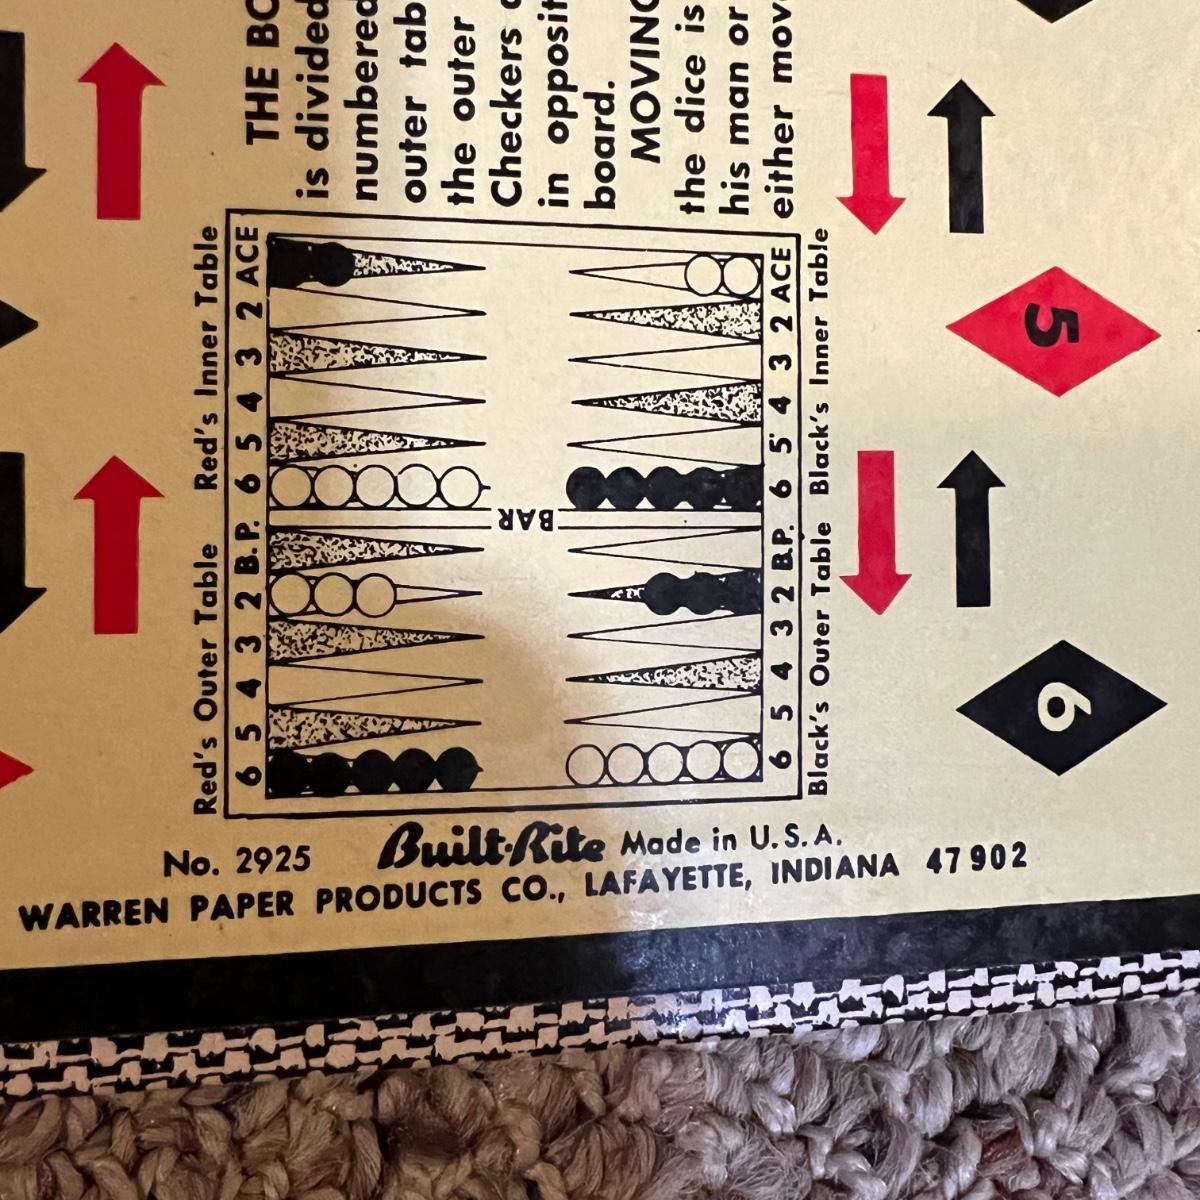 THE BO
is divided
numbered
outer tab
the outer
Checkers
in opposit
board.
MOVING
the dice is
his man or
either mov
Red's Outer Table Red's Inner Table
6 5 4 3 2 B.P. 6 5 4 3 2 ACE
BAR
6 5 4 3 2 B.P. 6 5 4 3 2 ACE
Black's Outer Table Black's Inner Table
5
6
No. 2925 Built-Rite Made in U.S.A.
WARREN PAPER PRODUCTS CO., LAFAYETTE, INDIANA 47902